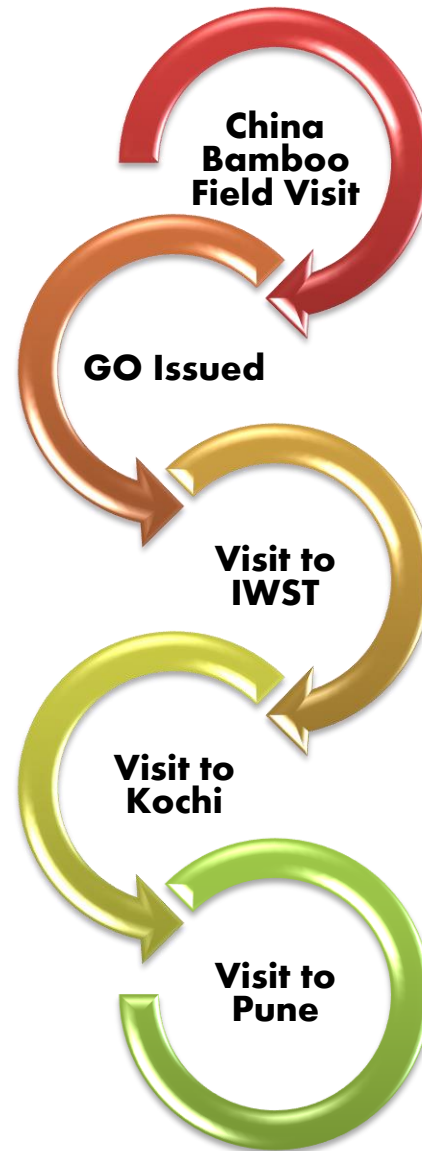 China
Bamboo
Field Visit
GO Issued
Visit to
IWST
Visit to
Kochi
Visit to
Pune